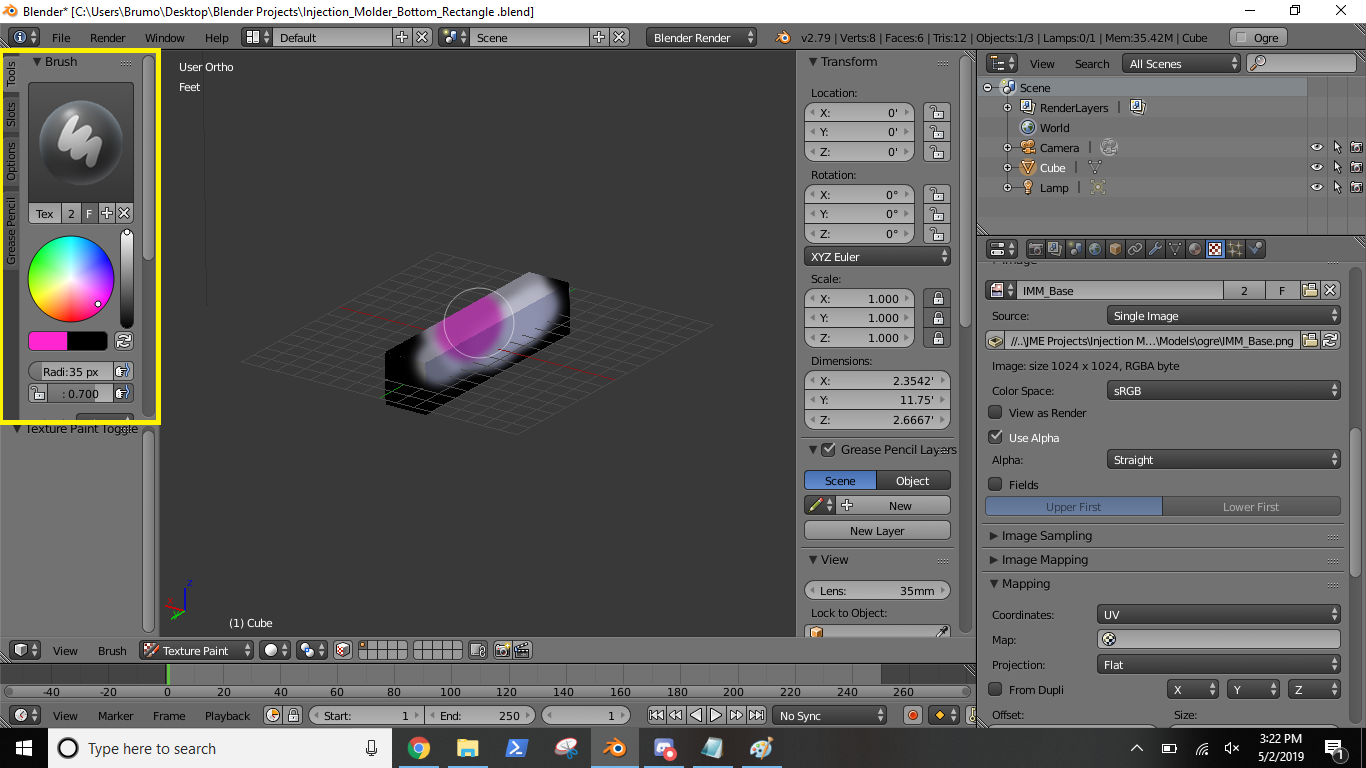 Blender* [C:\Users\Brumo\Desktop\Blender Projects\Injection_Molder_Bottom_Rectangle .blend]
File Render Window Help Default Scene Blender Render v2.79 | Verts:8 | Faces:6 | Tris:12 | Objects:1/3 | Lamps:0/1 | Mem:35.42M | Cube Ogre
Tools
Slots
Options
Grease Pencil
Brush
Tex 2 F
Radi: 35 px
: 0.700
Texture Paint Toggle
User Ortho
Feet
(1) Cube
Transform
Location:
X: 0'
Y: 0'
Z: 0'
Rotation:
X: 0°
Y: 0°
Z: 0°
XYZ Euler
Scale:
X: 1.000
Y: 1.000
Z: 1.000
Dimensions:
X: 2.3542'
Y: 11.75'
Z: 2.6667'
Grease Pencil Layers
Scene Object
New
New Layer
View
Lens: 35mm
Lock to Object:
View Search All Scenes
Scene
RenderLayers |
World
Camera |
Cube |
Lamp |
Image
IMM_Base 2 F
Source: Single Image
//..\JME Projects\Injection M...\Models\ogre\IMM_Base.png
Image: size 1024 x 1024, RGBA byte
Color Space: sRGB
View as Render
Use Alpha
Alpha: Straight
Fields
Upper First Lower First
Image Sampling
Image Mapping
Mapping
Coordinates: UV
Map:
Projection: Flat
From Dupli X Y Z
Offset: Size:
View Brush Texture Paint
-40 -20 0 20 40 60 80 100 120 140 160 180 200 220 240 260
View Marker Frame Playback Start: 1 End: 250 1 No Sync
Type here to search
3:22 PM
5/2/2019
1